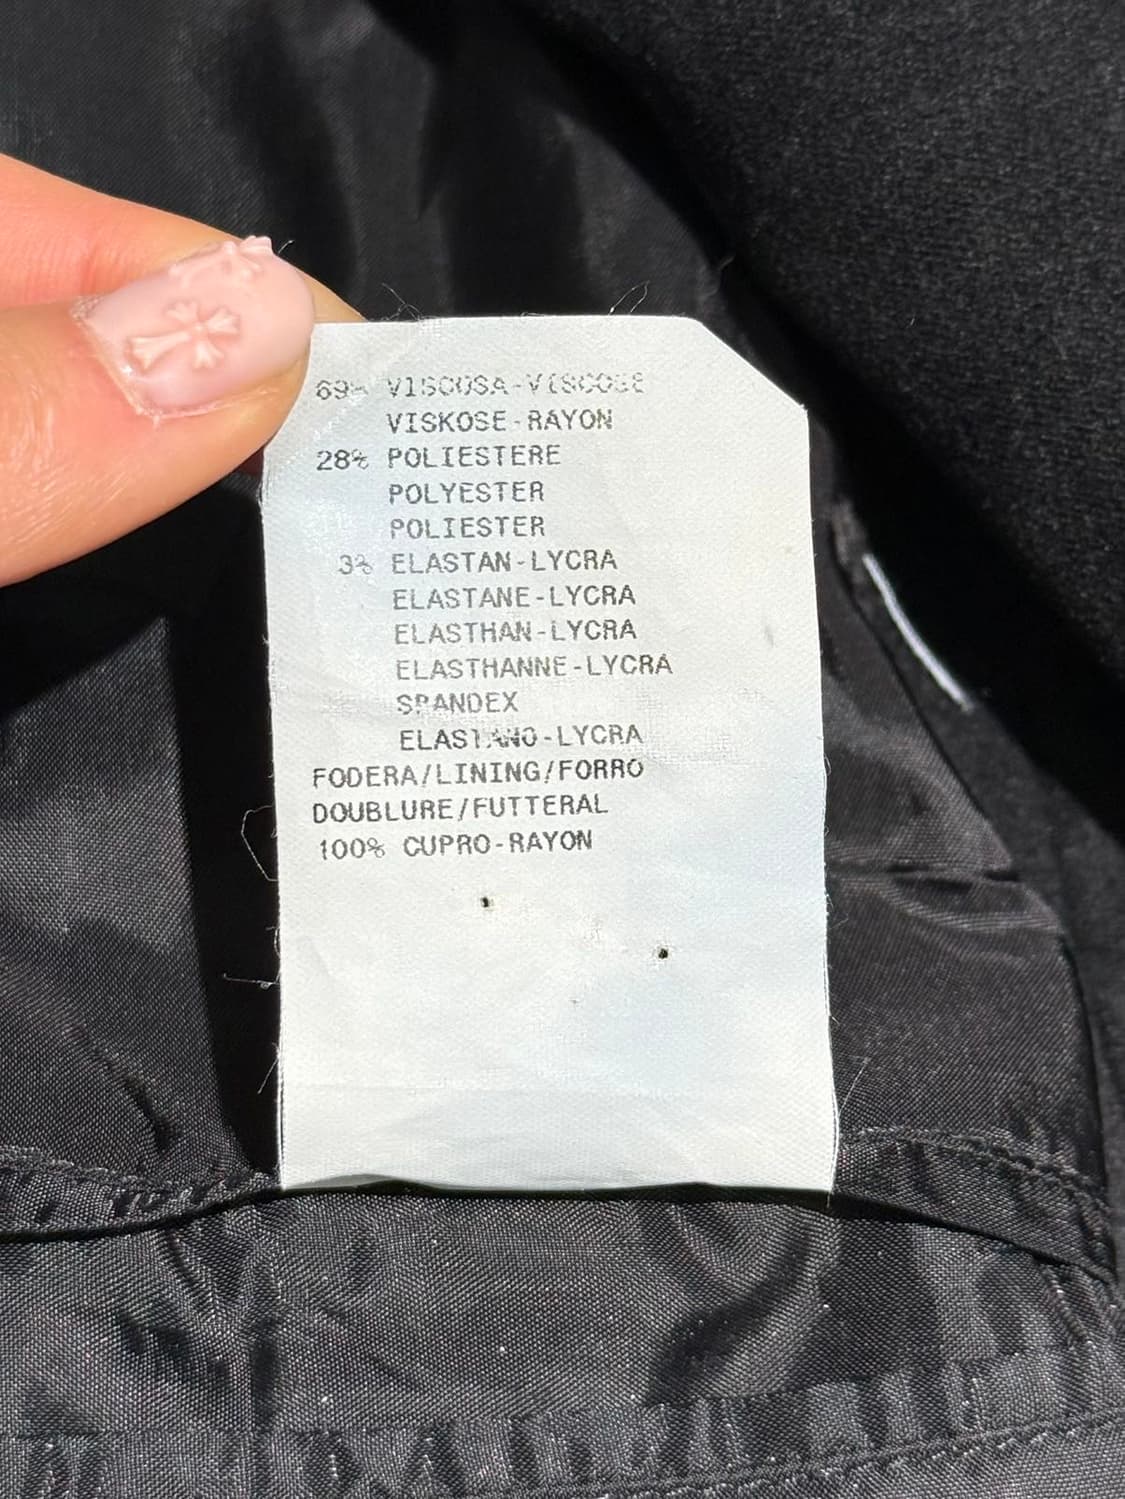 69% VISCOSA-VISCOSE
VISKOSE-RAYON
28% POLIESTERE
POLYESTER
POLIESTER
3% ELASTAN-LYCRA
ELASTANE-LYCRA
ELASTHAN-LYCRA
ELASTHANNE-LYCRA
SPANDEX
ELASTANO-LYCRA
FODERA/LINING/FORRO
DOUBLURE/FUTTERAL
100% CUPRO-RAYON